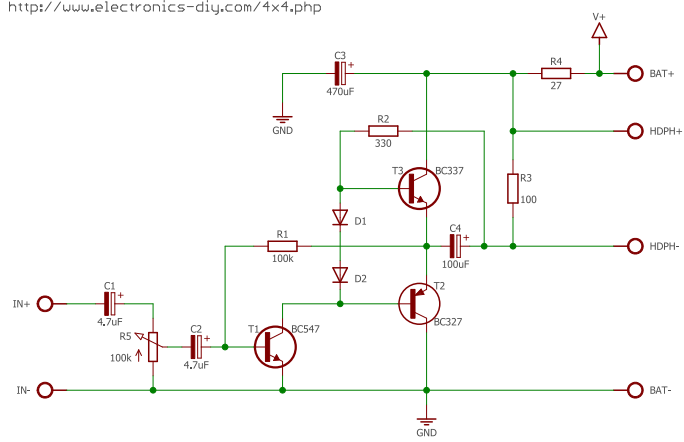 http://www.electronics-diy.com/4x4.php
V+
C3
+
470uF
R4
27
BAT+
GND
R2
330
HDPH+
T3
BC337
R3
100
D1
R1
100k
C4
+
100uF
HDPH-
D2
T2
BC327
IN+
C1
+
4.7uF
R5
100k
C2
+
4.7uF
T1
BC547
IN-
BAT-
GND